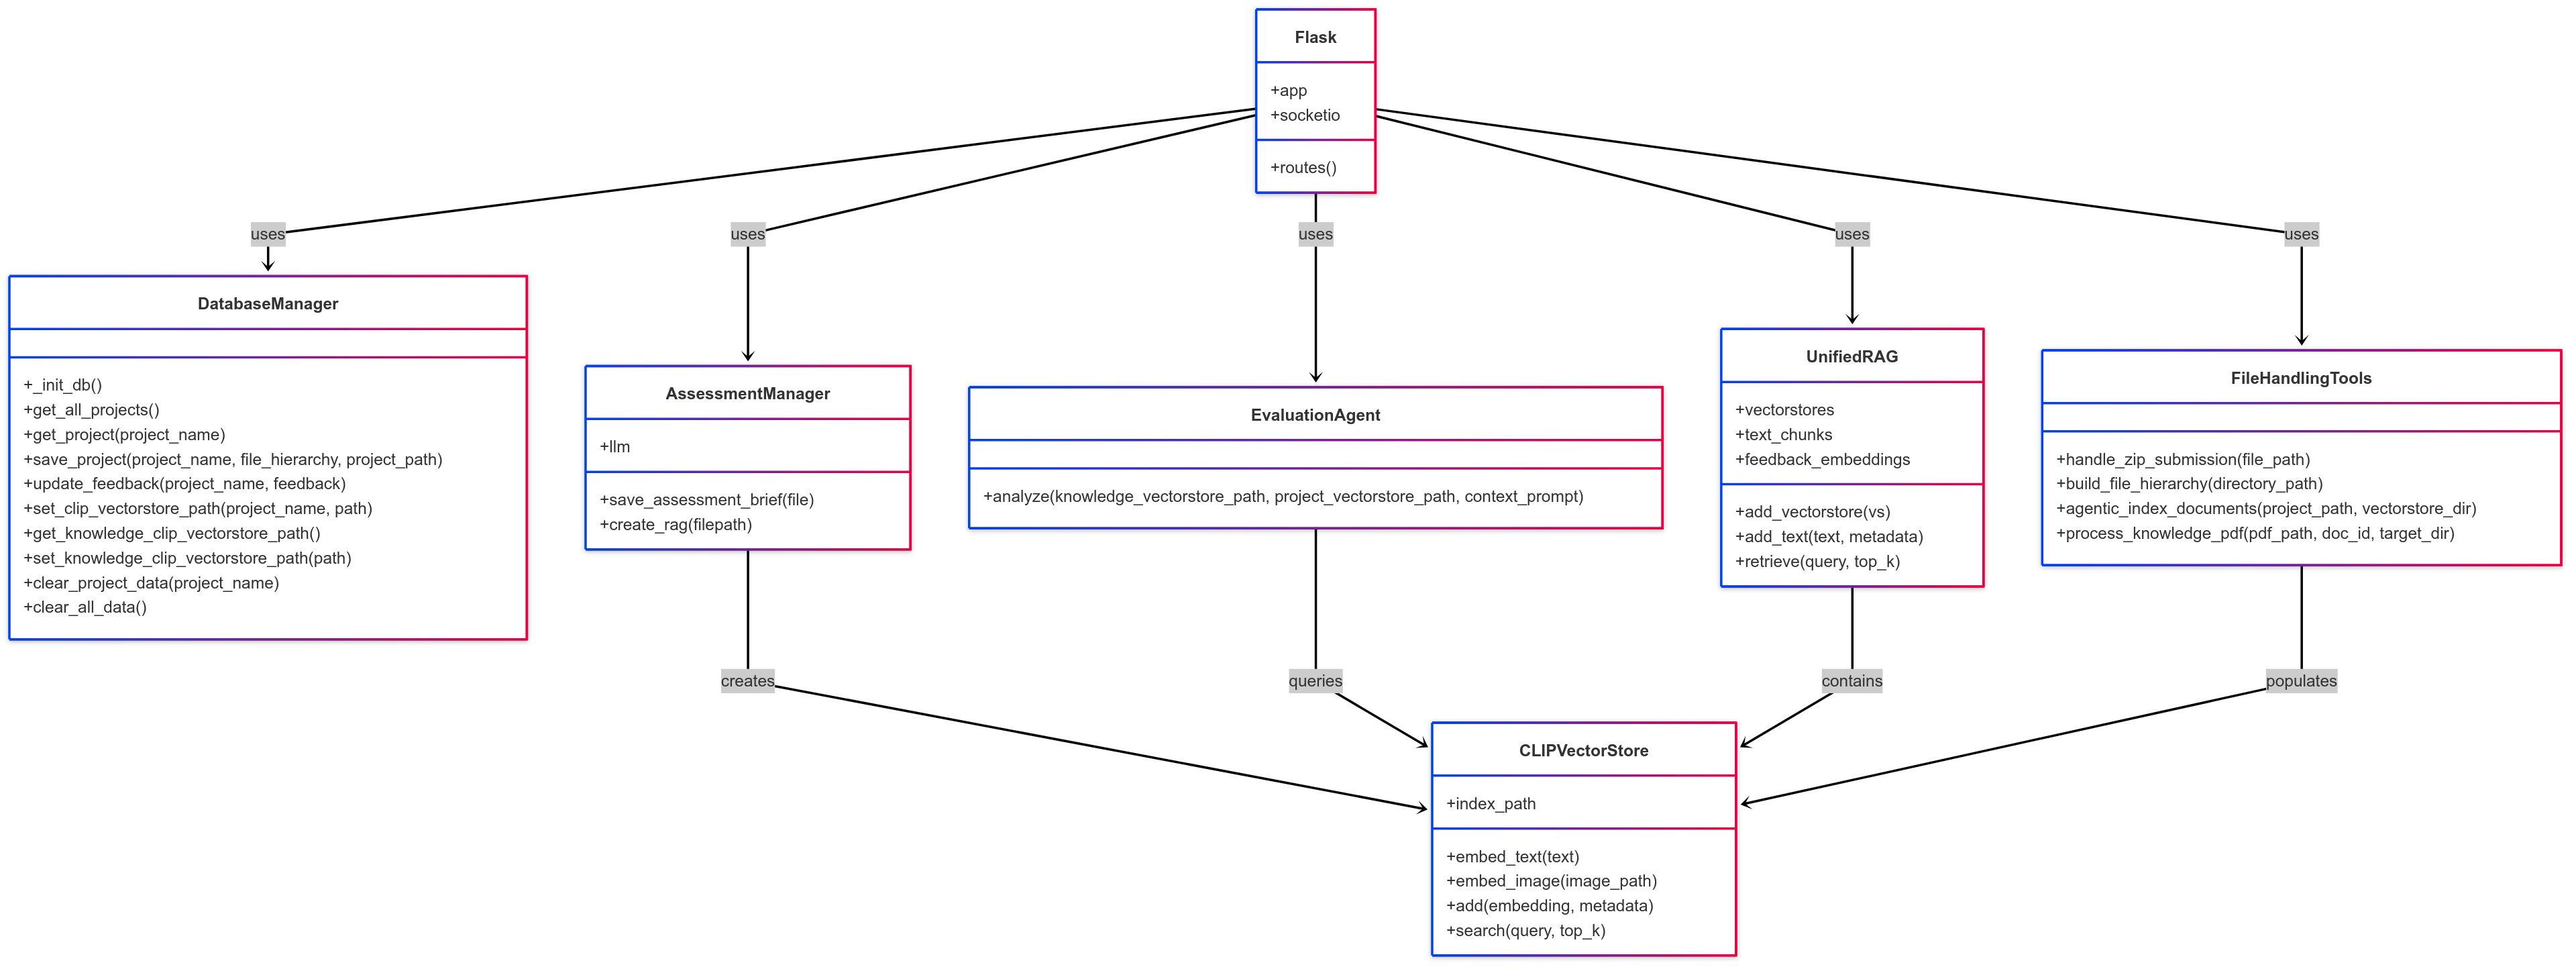 Flask
+app
+socketio
+routes()
uses
uses
uses
uses
uses
DatabaseManager
+_init_db()
+get_all_projects()
+get_project(project_name)
+save_project(project_name, file_hierarchy, project_path)
+update_feedback(project_name, feedback)
+set_clip_vectorstore_path(project_name, path)
+get_knowledge_clip_vectorstore_path()
+set_knowledge_clip_vectorstore_path(path)
+clear_project_data(project_name)
+clear_all_data()
AssessmentManager
+llm
+save_assessment_brief(file)
+create_rag(filepath)
EvaluationAgent
+analyze(knowledge_vectorstore_path, project_vectorstore_path, context_prompt)
UnifiedRAG
+vectorstores
+text_chunks
+feedback_embeddings
+add_vectorstore(vs)
+add_text(text, metadata)
+retrieve(query, top_k)
FileHandlingTools
+handle_zip_submission(file_path)
+build_file_hierarchy(directory_path)
+agentic_index_documents(project_path, vectorstore_dir)
+process_knowledge_pdf(pdf_path, doc_id, target_dir)
creates
queries
contains
populates
CLIPVectorStore
+index_path
+embed_text(text)
+embed_image(image_path)
+add(embedding, metadata)
+search(query, top_k)